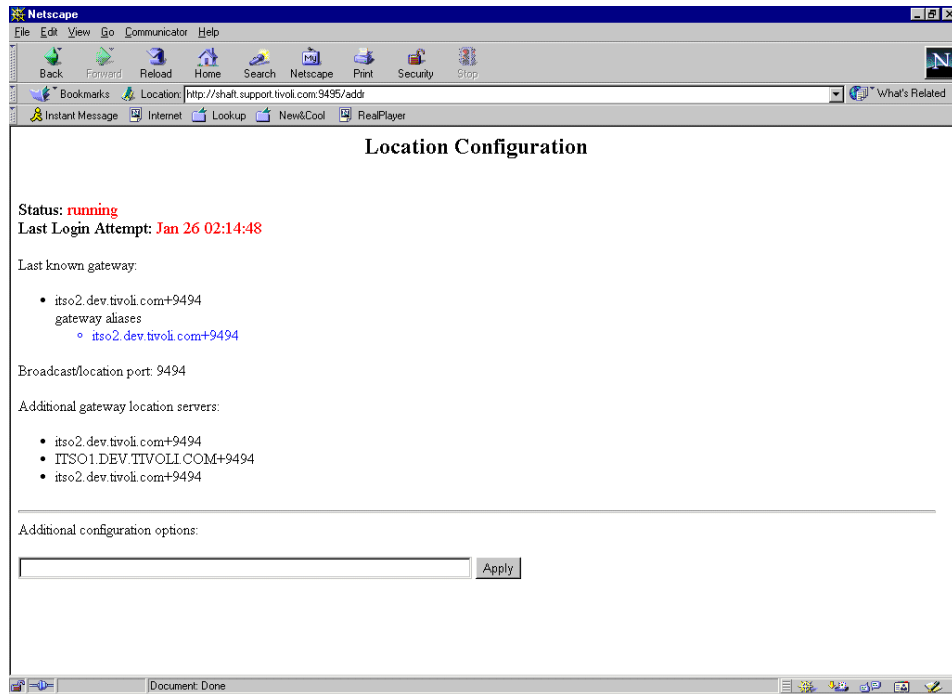 Netscape
File Edit View Go Communicator Help
Back Forward Reload Home Search Netscape Print Security Stop
My
N
Bookmarks Location: http://shaft.support.tivoli.com:9495/addr What's Related
Instant Message Internet Lookup New&Cool RealPlayer
Location Configuration
Status: running
Last Login Attempt: Jan 26 02:14:48
Last known gateway:
itso2.dev.tivoli.com+9494
gateway aliases
itso2.dev.tivoli.com+9494
Broadcast/location port: 9494
Additional gateway location servers:
itso2.dev.tivoli.com+9494
ITSO1.DEV.TIVOLI.COM+9494
itso2.dev.tivoli.com+9494
Additional configuration options:
Apply
Document: Done